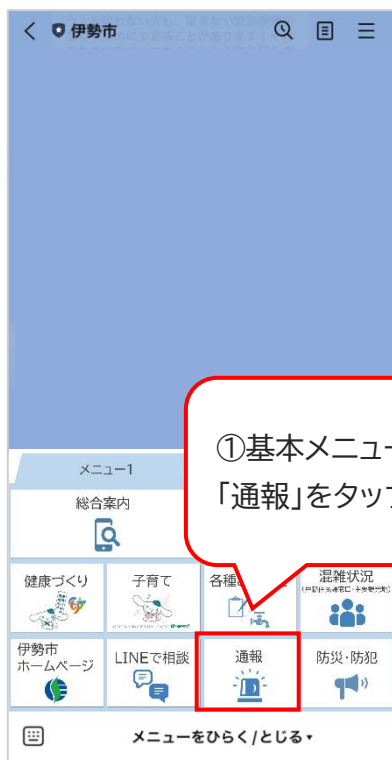 伊勢市
①基本メニュー
「通報」をタップ
メニュー1
総合案内
健康づくり
子育て
各種
混雑状況
伊勢市
ホームページ
LINEで相談
通報
防災・防犯
メニューをひらく/とじる▾